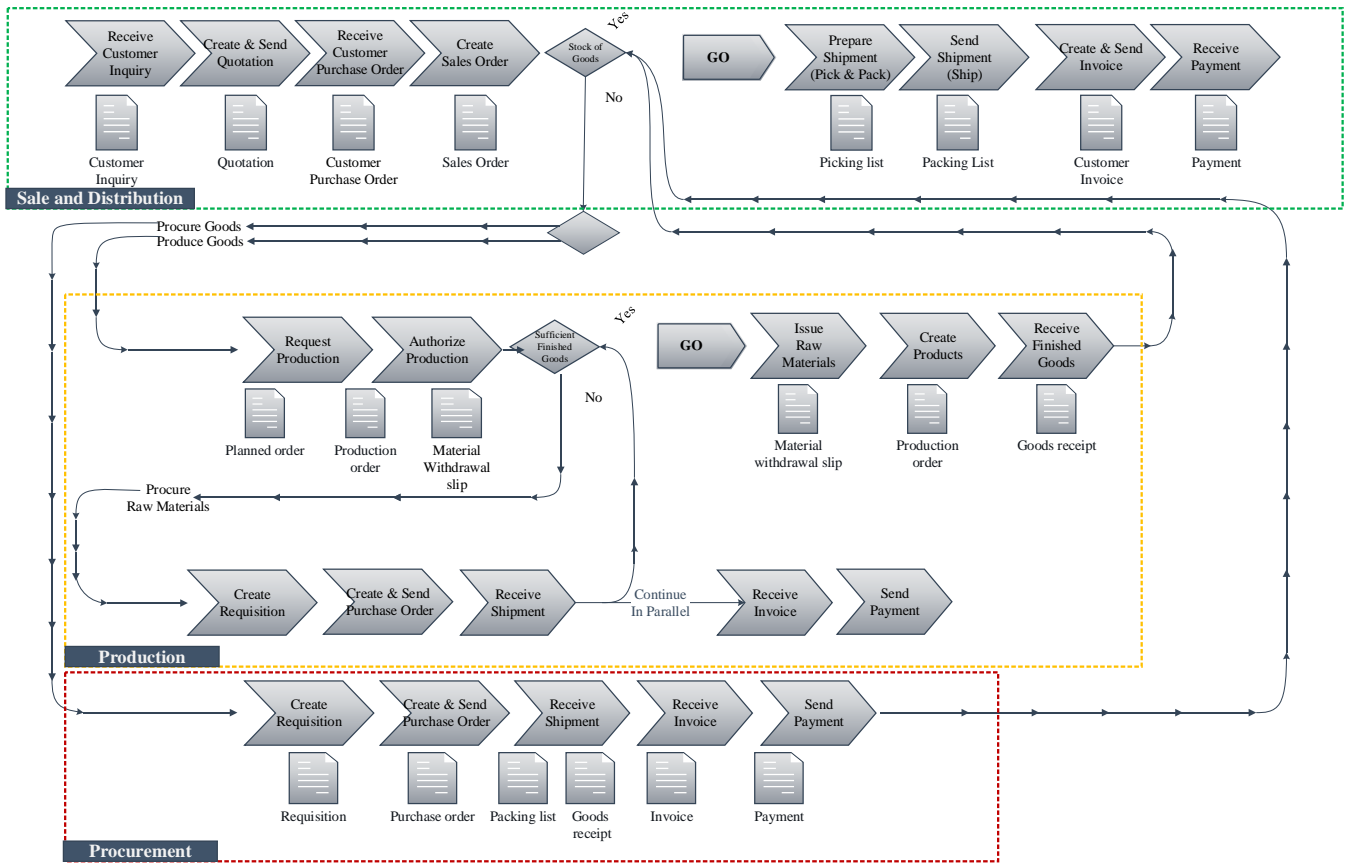 Receive
Customer
Inquiry
Create & Send
Quotation
Receive
Customer
Purchase Order
Create
Sales Order
Stock of
Goods
Yes
No
GO
Prepare
Shipment
(Pick & Pack)
Send
Shipment
(Ship)
Create & Send
Invoice
Receive
Payment
Customer
Inquiry
Quotation
Customer
Purchase Order
Sales Order
Picking list
Packing List
Customer
Invoice
Payment
Sale and Distribution
Procure Goods
Produce Goods
Request
Production
Authorize
Production
Sufficient
Finished
Goods
Yes
No
GO
Issue
Raw
Materials
Create
Products
Receive
Finished
Goods
Planned order
Production
order
Material
Withdrawal
slip
Material
withdrawal slip
Production
order
Goods receipt
Procure
Raw Materials
Create
Requisition
Create & Send
Purchase Order
Receive
Shipment
Continue
In Parallel
Receive
Invoice
Send
Payment
Production
Create
Requisition
Create & Send
Purchase Order
Receive
Shipment
Receive
Invoice
Send
Payment
Requisition
Purchase order
Packing list
Goods
receipt
Invoice
Payment
Procurement